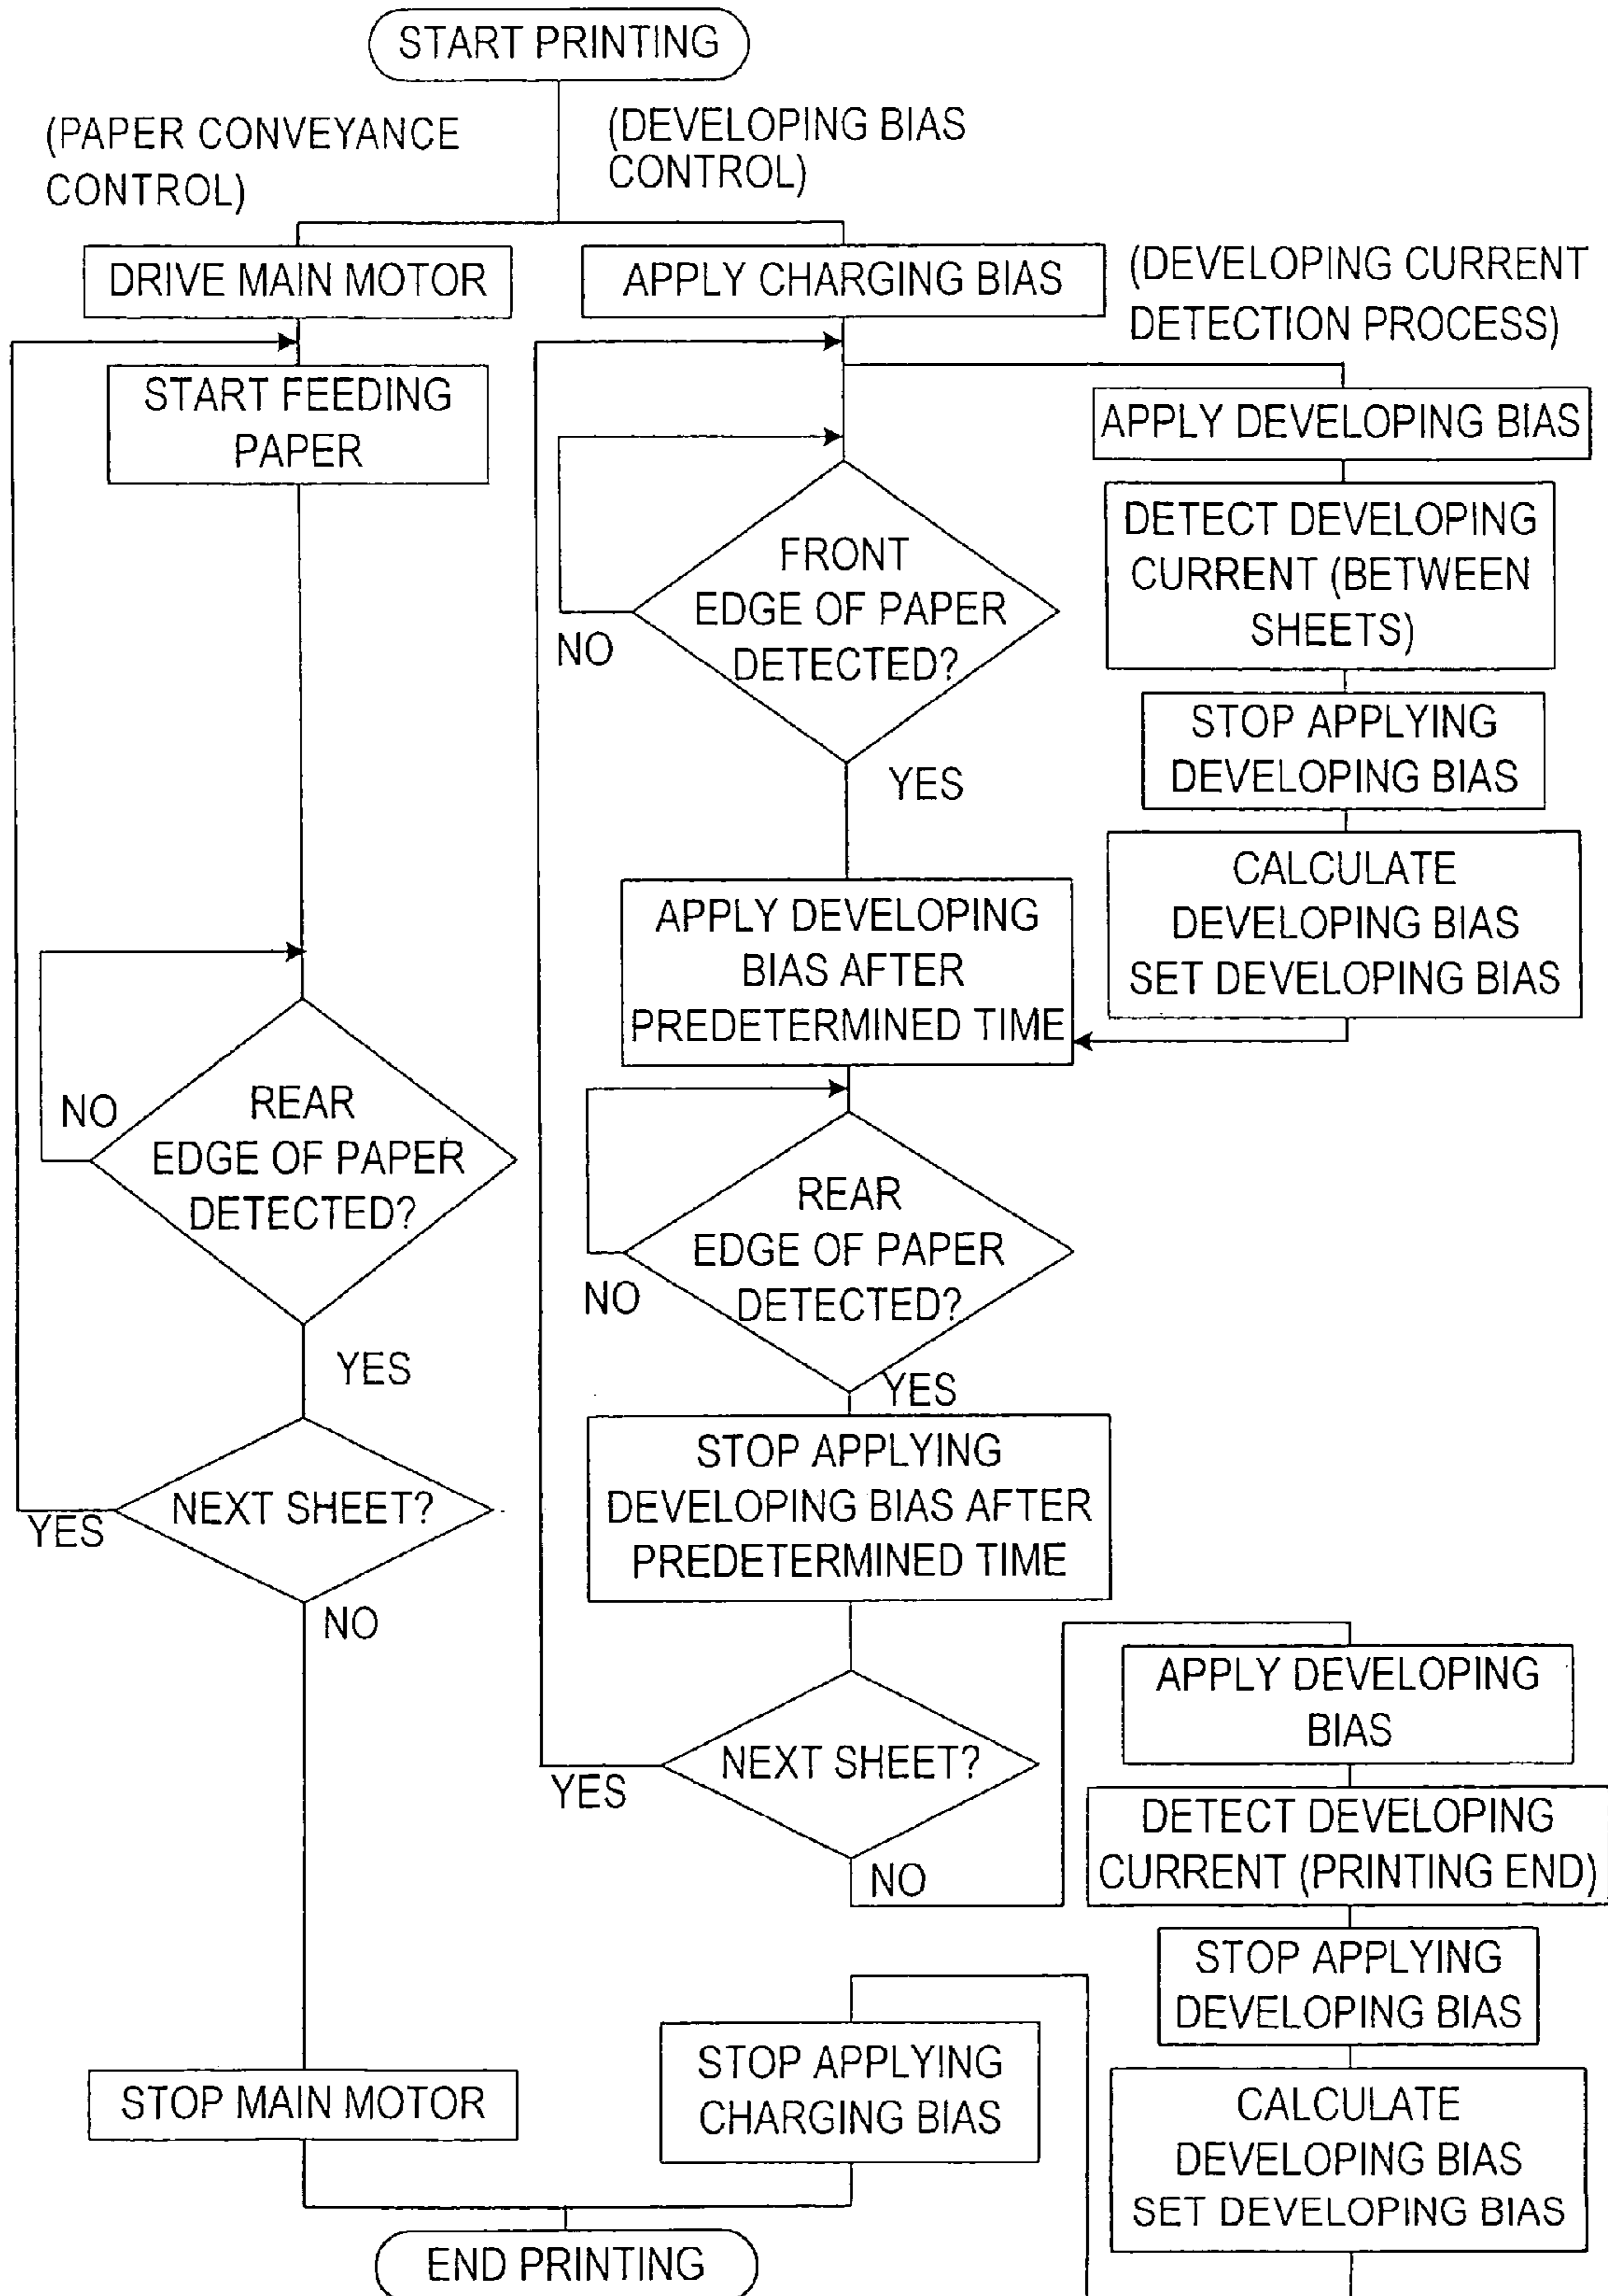 START PRINTING
(PAPER CONVEYANCE
CONTROL)
(DEVELOPING BIAS
CONTROL)
DRIVE MAIN MOTOR
APPLY CHARGING BIAS
(DEVELOPING CURRENT
DETECTION PROCESS)
START FEEDING
PAPER
APPLY DEVELOPING BIAS
DETECT DEVELOPING
CURRENT (BETWEEN
SHEETS)
FRONT
EDGE OF PAPER
DETECTED?
NO
YES
STOP APPLYING
DEVELOPING BIAS
CALCULATE
DEVELOPING BIAS
SET DEVELOPING BIAS
APPLY DEVELOPING
BIAS AFTER
PREDETERMINED TIME
REAR
EDGE OF PAPER
DETECTED?
NO
YES
REAR
EDGE OF PAPER
DETECTED?
NO
YES
NEXT SHEET?
YES
NO
STOP APPLYING
DEVELOPING BIAS AFTER
PREDETERMINED TIME
NEXT SHEET?
YES
NO
APPLY DEVELOPING
BIAS
DETECT DEVELOPING
CURRENT (PRINTING END)
STOP APPLYING
DEVELOPING BIAS
CALCULATE
DEVELOPING BIAS
SET DEVELOPING BIAS
STOP APPLYING
CHARGING BIAS
STOP MAIN MOTOR
END PRINTING